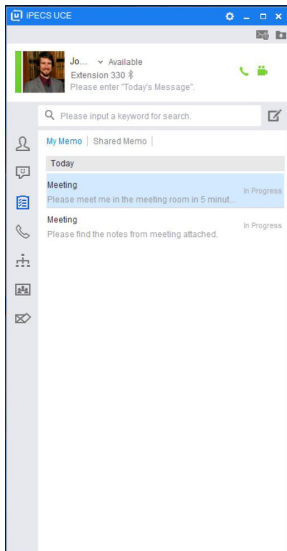 iPECS UCE
Jo... Available
Extension 330
Please enter "Today's Message".
Please input a keyword for search.
My Memo | Shared Memo |
Today
Meeting
In Progress
Please meet me in the meeting room in 5 minut...
Meeting
In Progress
Please find the notes from meeting attached.